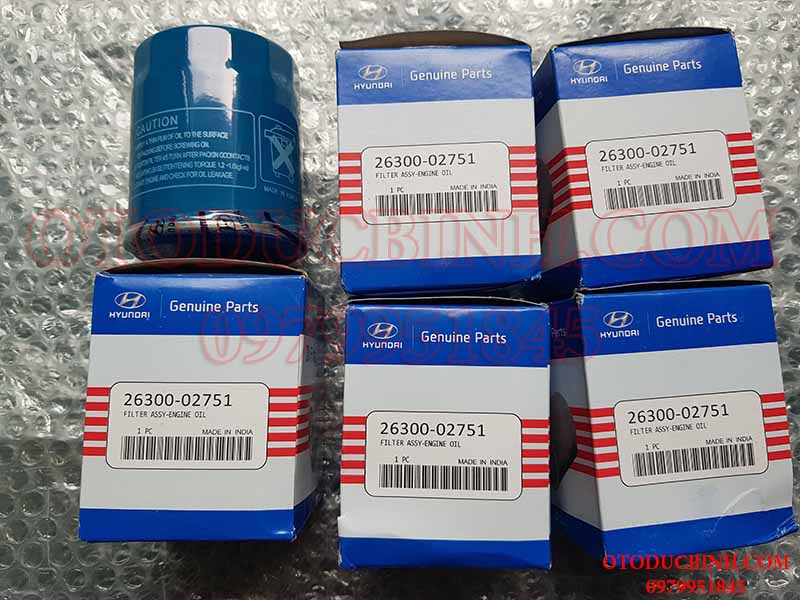 CAUTION
MADE IN
HYUNDAI
Genuine Parts
26300-02751
FILTER ASSY-ENGINE OIL
1 PC
MADE IN INDIA
HYUNDAI
Genuine Parts
26300-02751
FILTER ASSY-ENGINE OIL
1 PC
MADE IN INDIA
OTODUCBINH.COM
HYUNDAI
Genuine Parts
26300-02751
FILTER ASSY-ENGINE OIL
1 PC
MADE IN INDIA
HYUNDAI
Genuine Parts
26300-02751
FILTER ASSY-ENGINE OIL
1 PC
MADE IN INDIA
HYUNDAI
Genuine Parts
26300-02751
FILTER ASSY-ENGINE OIL
1 PC
MADE IN INDIA
0979951845
OTODUCBINH.COM
0979951845